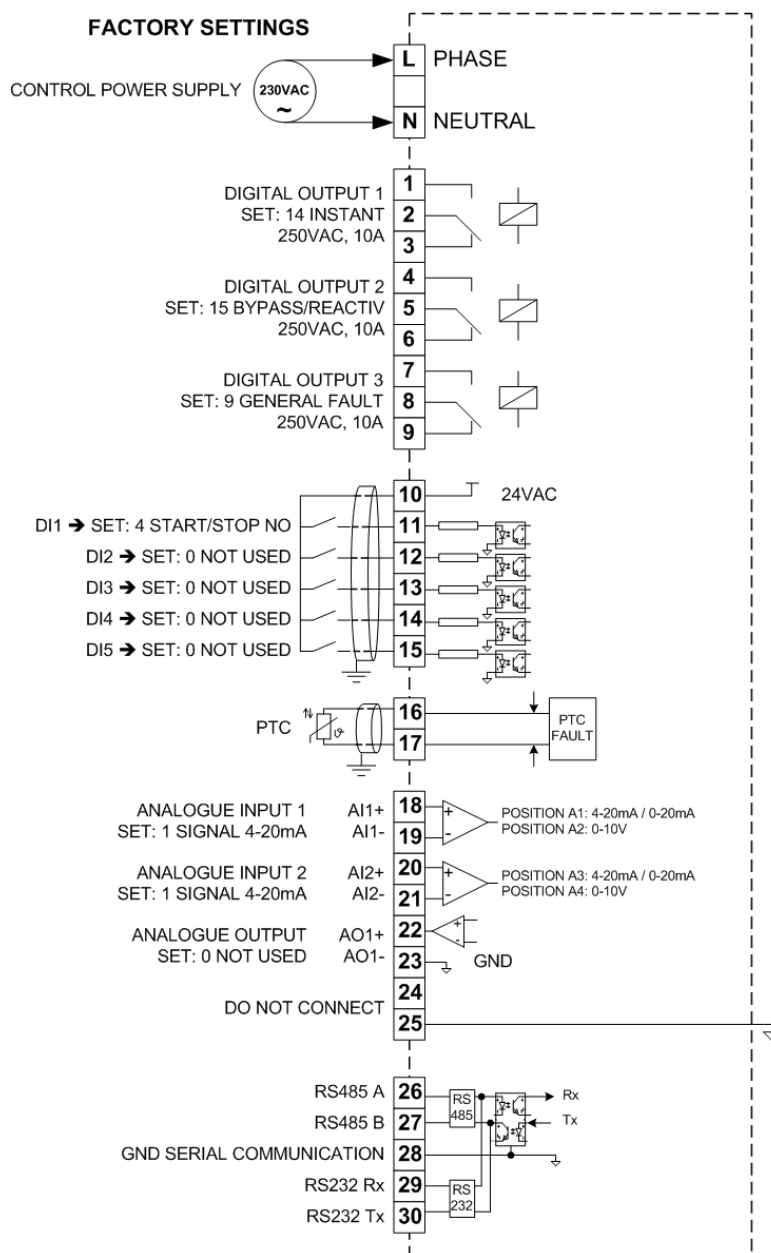 FACTORY SETTINGS
CONTROL POWER SUPPLY
230VAC
~
L PHASE
N NEUTRAL
DIGITAL OUTPUT 1
SET: 14 INSTANT
250VAC, 10A
1
2
3
DIGITAL OUTPUT 2
SET: 15 BYPASS/REACTIV
250VAC, 10A
4
5
6
DIGITAL OUTPUT 3
SET: 9 GENERAL FAULT
250VAC, 10A
7
8
9
10 24VAC
DI1 ➔ SET: 4 START/STOP NO 11
DI2 ➔ SET: 0 NOT USED 12
DI3 ➔ SET: 0 NOT USED 13
DI4 ➔ SET: 0 NOT USED 14
DI5 ➔ SET: 0 NOT USED 15
PTC
16
17
PTC
FAULT
ANALOGUE INPUT 1 AI1+ 18
SET: 1 SIGNAL 4-20mA AI1- 19
+
-
POSITION A1: 4-20mA / 0-20mA
POSITION A2: 0-10V
ANALOGUE INPUT 2 AI2+ 20
SET: 1 SIGNAL 4-20mA AI2- 21
+
-
POSITION A3: 4-20mA / 0-20mA
POSITION A4: 0-10V
ANALOGUE OUTPUT AO1+ 22
SET: 0 NOT USED AO1- 23
+
-
GND
DO NOT CONNECT
24
25
RS485 A 26
RS485 B 27
RS
485
Rx
Tx
GND SERIAL COMMUNICATION 28
RS232 Rx 29
RS232 Tx 30
RS
232